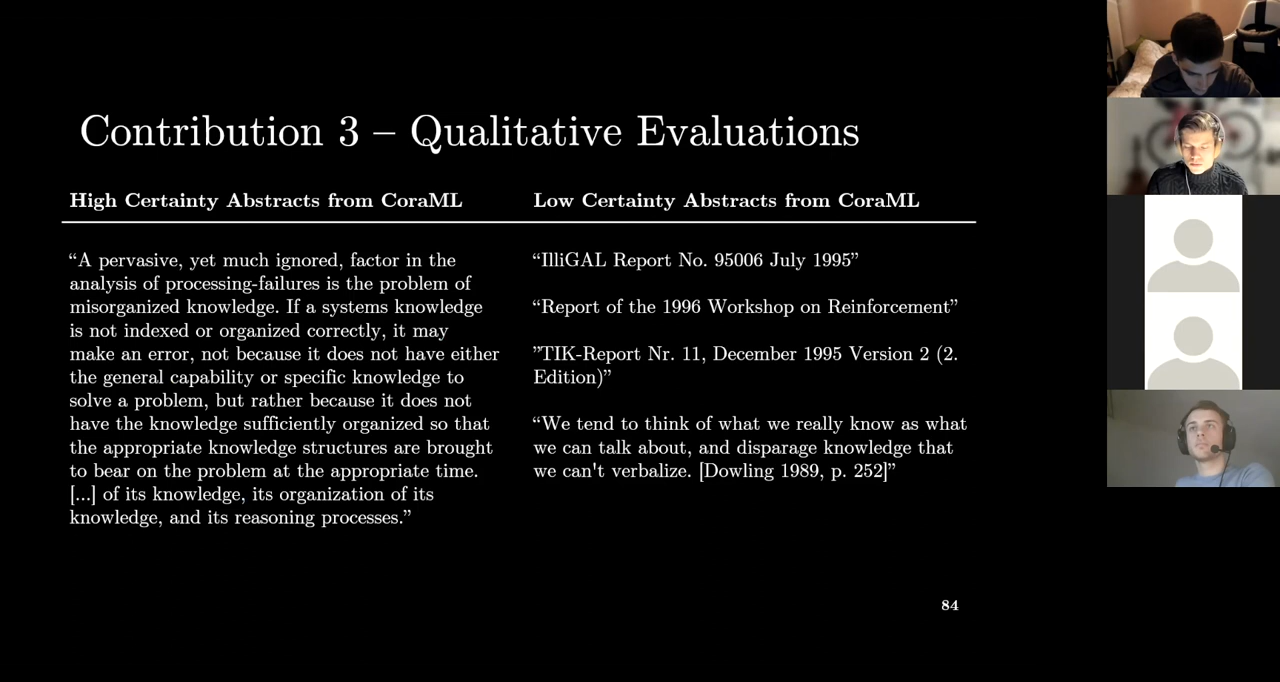 Contribution 3 – Qualitative Evaluations
High Certainty Abstracts from CoraML
“A pervasive, yet much ignored, factor in the
analysis of processing-failures is the problem of
misorganized knowledge. If a systems knowledge
is not indexed or organized correctly, it may
make an error, not because it does not have either
the general capability or specific knowledge to
solve a problem, but rather because it does not
have the knowledge sufficiently organized so that
the appropriate knowledge structures are brought
to bear on the problem at the appropriate time.
[...] of its knowledge, its organization of its
knowledge, and its reasoning processes.”
Low Certainty Abstracts from CoraML
“IlliGAL Report No. 95006 July 1995”
“Report of the 1996 Workshop on Reinforcement”
”TIK-Report Nr. 11, December 1995 Version 2 (2.
Edition)”
“We tend to think of what we really know as what
we can talk about, and disparage knowledge that
we can't verbalize. [Dowling 1989, p. 252]”
84